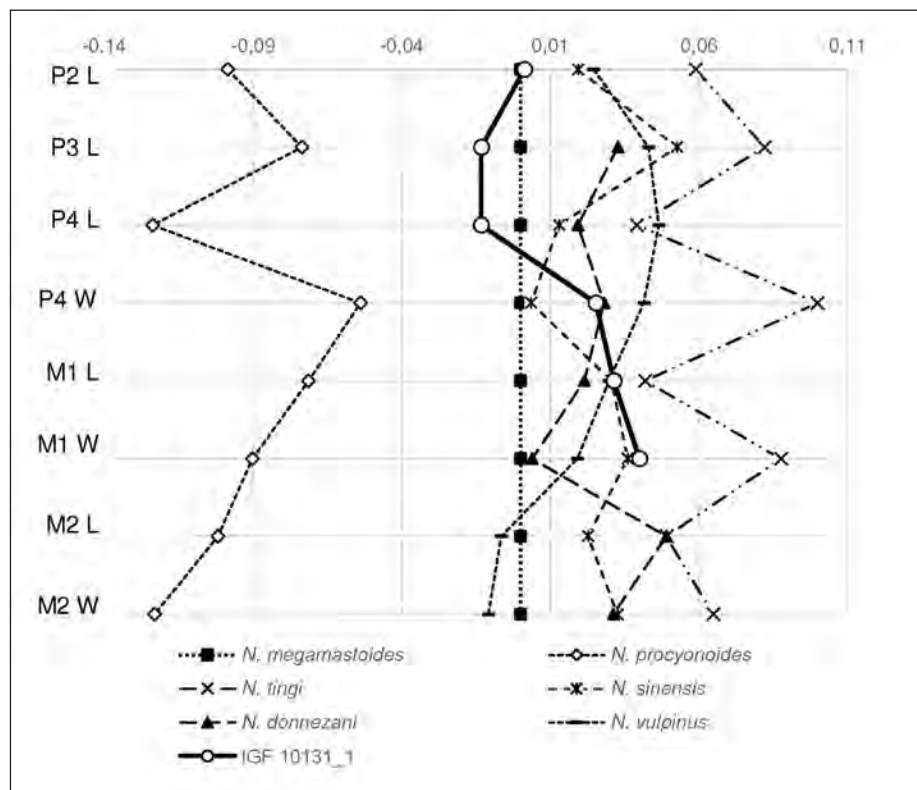 -0.14 -0,09 -0,04 0,01 0,06 0,11
P2 L
P3 L
P4 L
P4 W
M1 L
M1 W
M2 L
M2 W
N. megamastoides N. procyonoides
N. tingi N. sinensis
N. donnezani N. vulpinus
IGF 10131_1